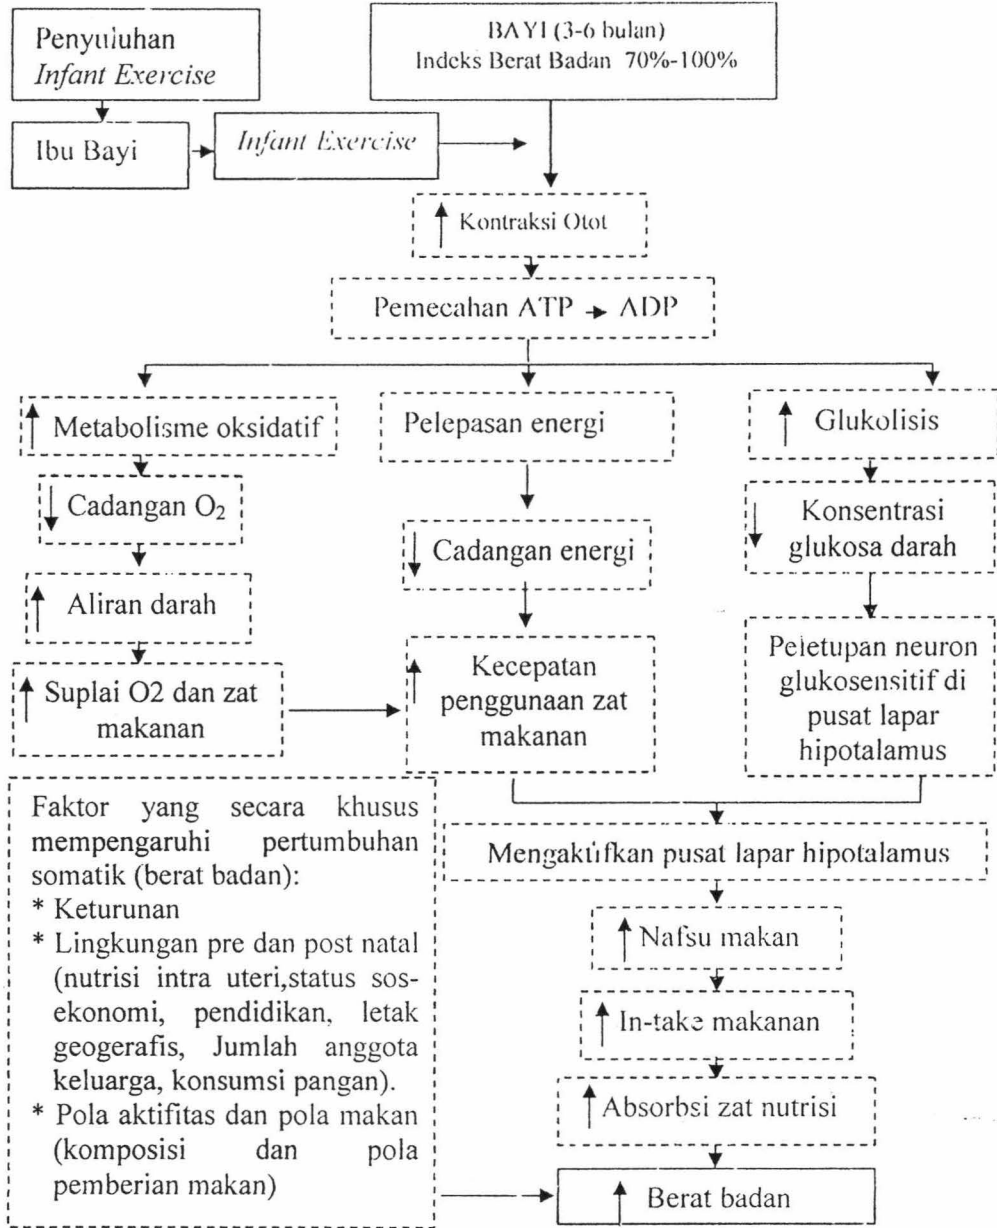 Penyuluhan
Infant Exercise
BAYI (3-6 bulan)
Indeks Berat Badan 70%-100%
Ibu Bayi
Infant Exercise
↑ Kontraksi Otot
Pemecahan ATP → ADP
↑ Metabolisme oksidatif
Pelepasan energi
↑ Glukolisis
↓ Cadangan O₂
↓ Cadangan energi
↓ Konsentrasi
glukosa darah
↑ Aliran darah
↑ Suplai O2 dan zat
makanan
↑ Kecepatan
penggunaan zat
makanan
Peletupan neuron
glukosensitif di
pusat lapar
hipotalamus
Mengaktifkan pusat lapar hipotalamus
↑ Nafsu makan
↑ In-take makanan
↑ Absorbsi zat nutrisi
↑ Berat badan
Faktor yang secara khusus
mempengaruhi pertumbuhan
somatik (berat badan):
* Keturunan
* Lingkungan pre dan post natal
(nutrisi intra uteri,status sos-
ekonomi, pendidikan, letak
geogerafis, Jumlah anggota
keluarga, konsumsi pangan).
* Pola aktifitas dan pola makan
(komposisi dan pola
pemberian makan)